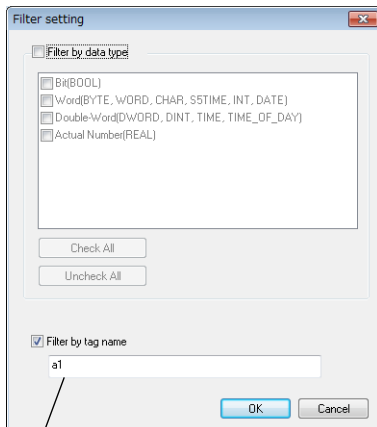 Filter setting
Filter by data type
Bit(BOOL)
Word(BYTE, WORD, CHAR, S5TIME, INT, DATE)
Double-Word(DWORD, DINT, TIME, TIME_OF_DAY)
Actual Number(REAL)
Check All
Uncheck All
Filter by tag name
a1
OK Cancel